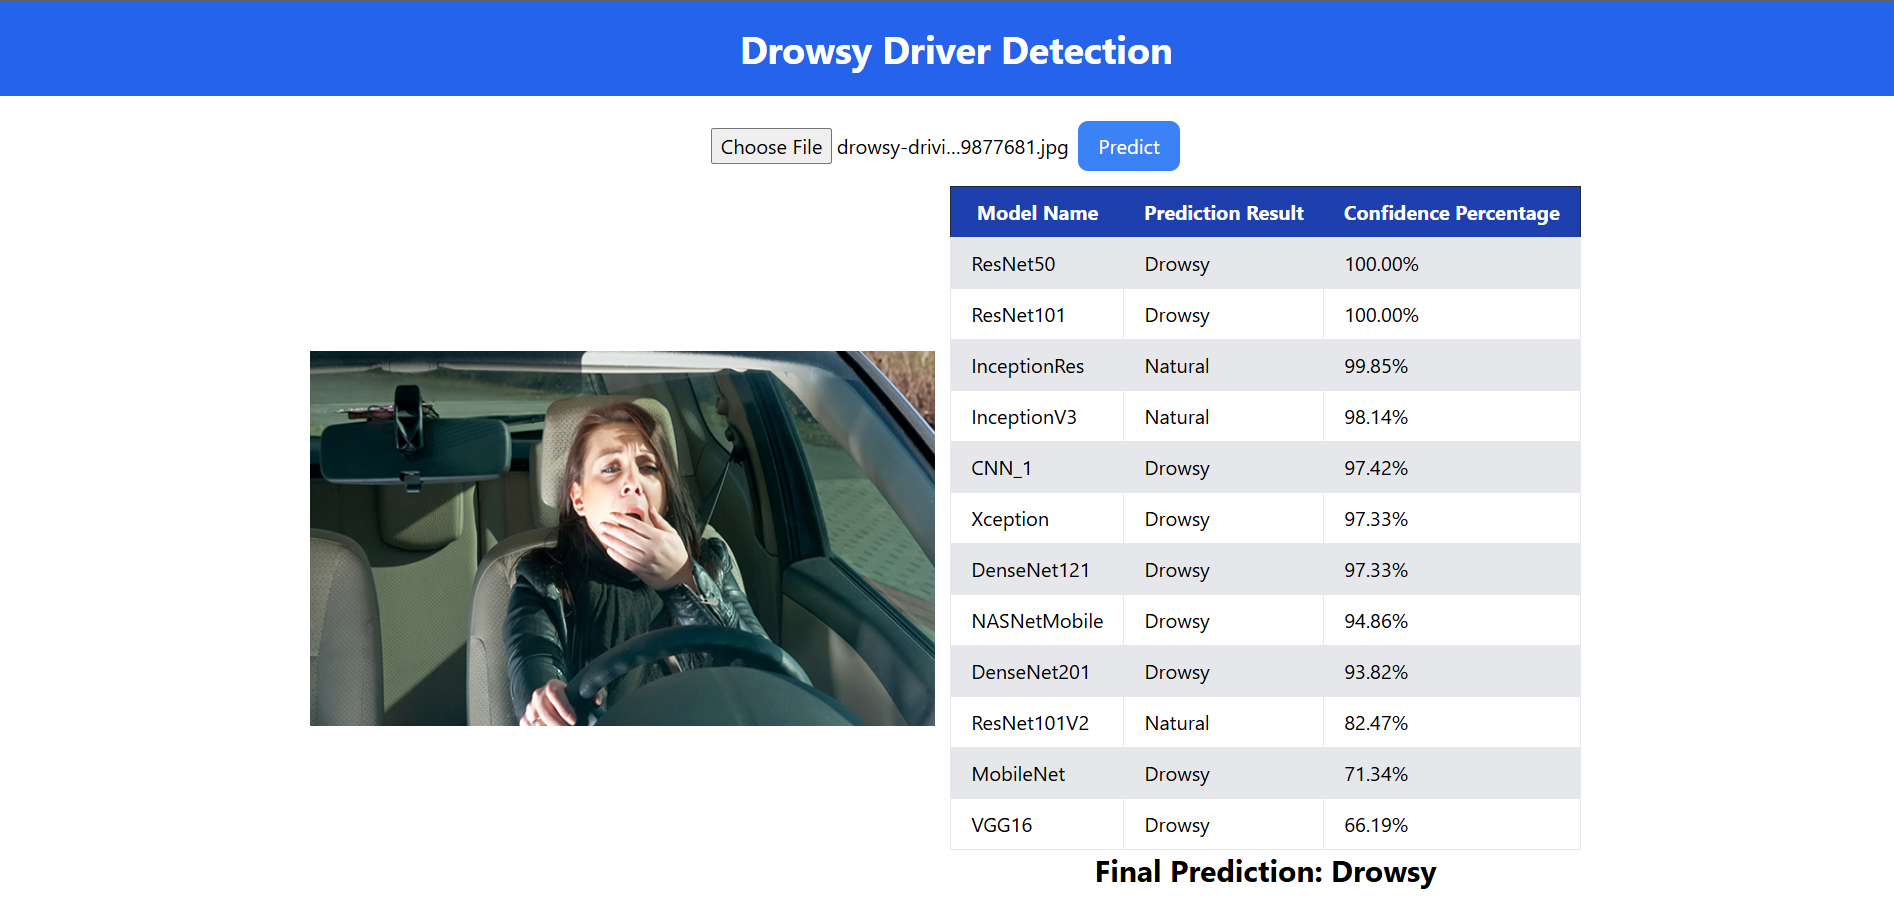 Drowsy Driver Detection
Choose File drowsy-drivi...9877681.jpg Predict
Model Name Prediction Result Confidence Percentage
ResNet50 Drowsy 100.00%
ResNet101 Drowsy 100.00%
InceptionRes Natural 99.85%
InceptionV3 Natural 98.14%
CNN_1 Drowsy 97.42%
Xception Drowsy 97.33%
DenseNet121 Drowsy 97.33%
NASNetMobile Drowsy 94.86%
DenseNet201 Drowsy 93.82%
ResNet101V2 Natural 82.47%
MobileNet Drowsy 71.34%
VGG16 Drowsy 66.19%
Final Prediction: Drowsy